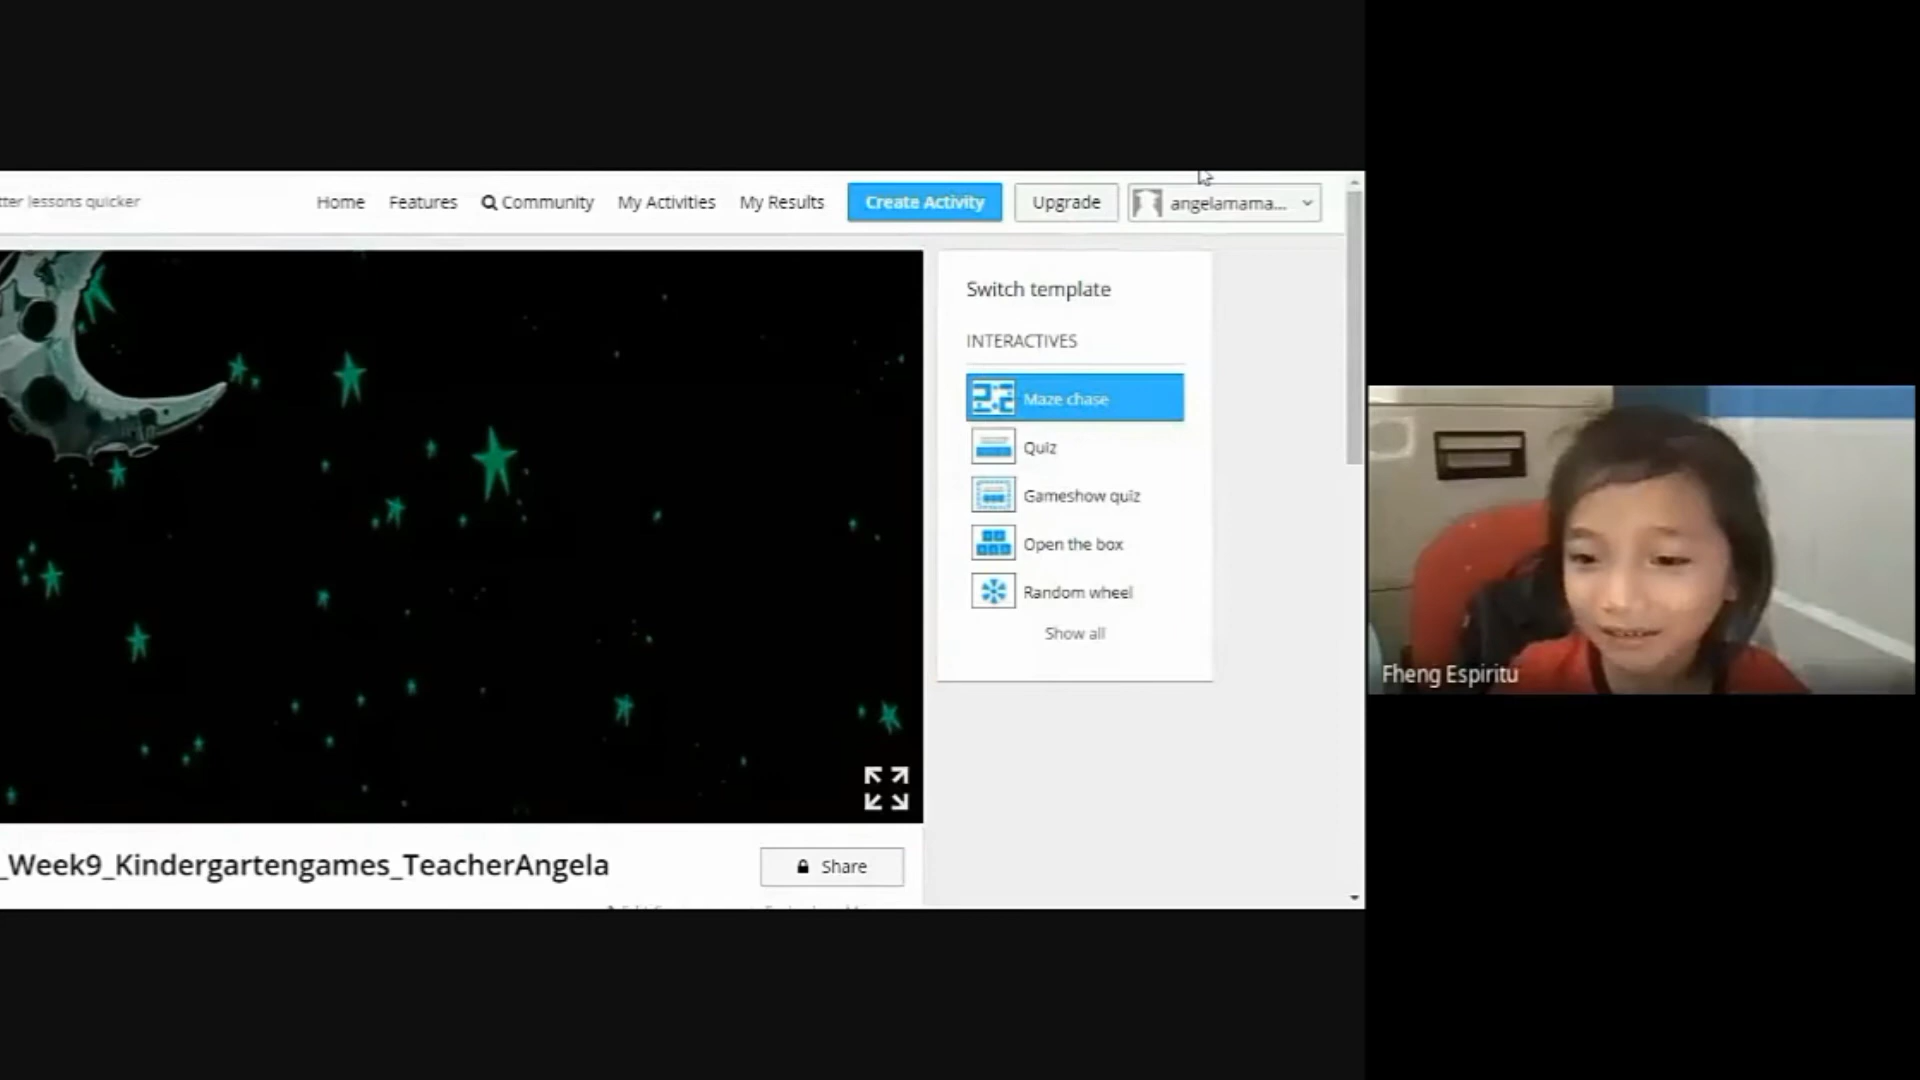 tter lessons quicker
Home Features Community My Activities My Results Create Activity Upgrade angelamama...
Switch template
INTERACTIVES
Maze chase
Quiz
Gameshow quiz
Open the box
Random wheel
Show all
Fheng Espiritu
_Week9_Kindergartengames_TeacherAngela
Share